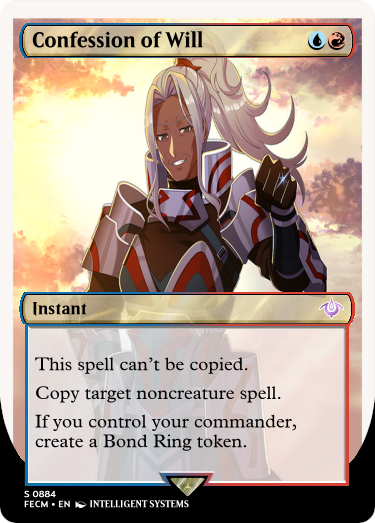 Confession of Will
Instant
This spell can't be copied.
Copy target noncreature spell.
If you control your commander,
create a Bond Ring token.
S 0884
FECM • EN INTELLIGENT SYSTEMS